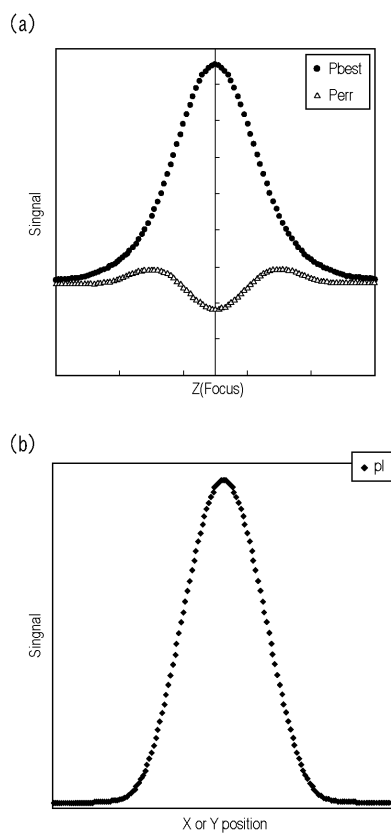 (a)
Pbest
Perr
Singnal
Z(Focus)
(b)
pl
Singnal
X or Y position